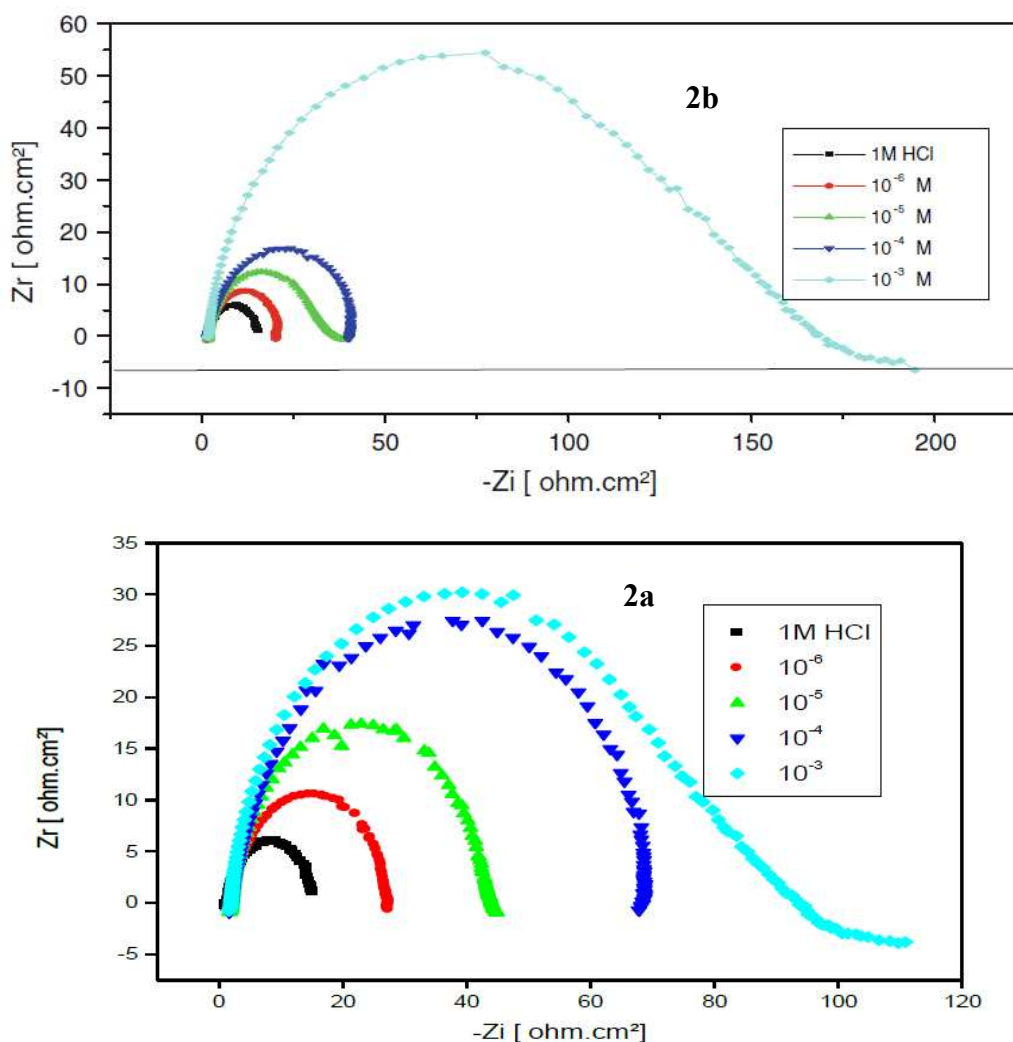 60
50
40
30
20
10
0
-10
Zr [ ohm.cm²]
2b
1M HCl
10⁻⁶ M
10⁻⁵ M
10⁻⁴ M
10⁻³ M
0 50 100 150 200
-Zi [ ohm.cm²]
35
30
25
20
15
10
5
0
-5
Zr [ohm.cm²]
2a
1M HCl
10⁻⁶
10⁻⁵
10⁻⁴
10⁻³
0 20 40 60 80 100 120
-Zi [ ohm.cm²]